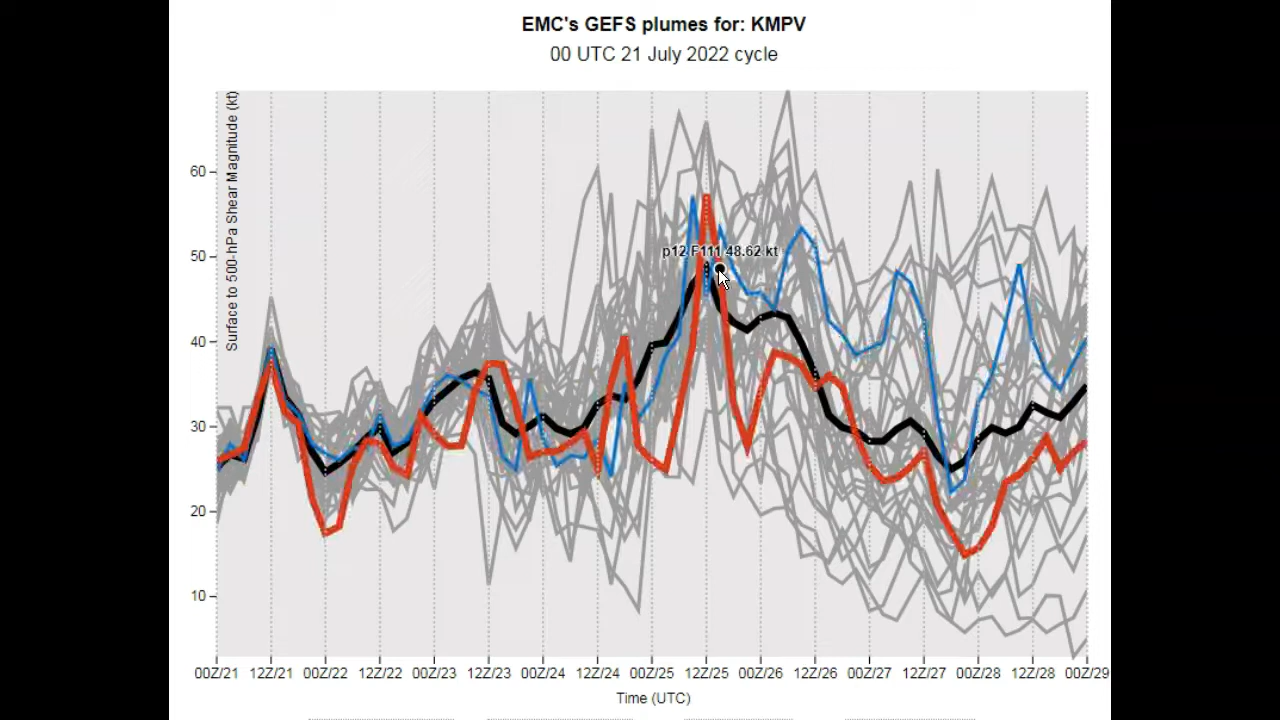 EMC's GEFS plumes for: KMPV
00 UTC 21 July 2022 cycle
Surface to 500-hPa Shear Magnitude (kt)
60
50
40
30
20
10
p12 F111 48.62 kt
00Z/21 12Z/21 00Z/22 12Z/22 00Z/23 12Z/23 00Z/24 12Z/24 00Z/25 12Z/25 00Z/26 12Z/26 00Z/27 12Z/27 00Z/28 12Z/28 00Z/29
Time (UTC)